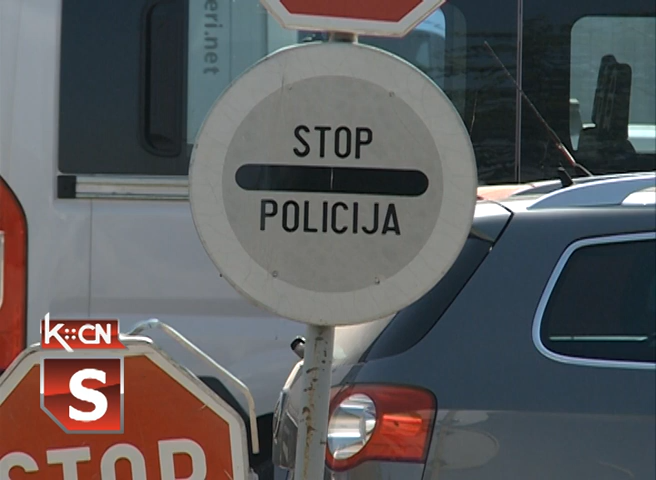 eri.net
STOP
POLICIJA
K::CN
S
STOP